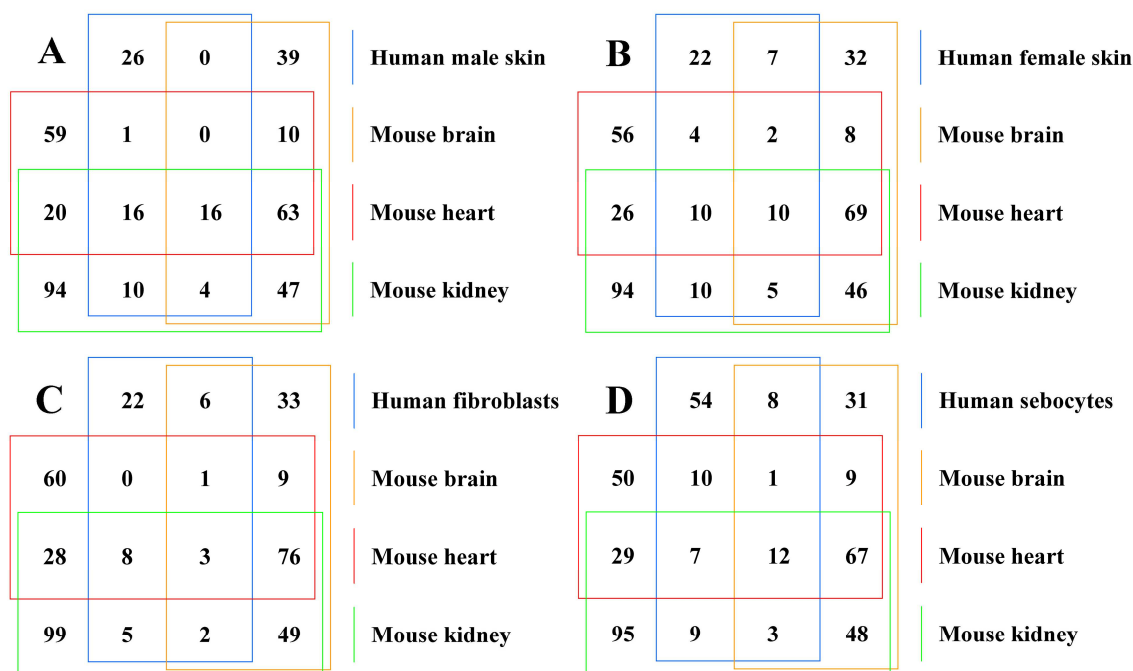 A 26 0 39 Human male skin
59 1 0 10 Mouse brain
20 16 16 63 Mouse heart
94 10 4 47 Mouse kidney
B 22 7 32 Human female skin
56 4 2 8 Mouse brain
26 10 10 69 Mouse heart
94 10 5 46 Mouse kidney
C 22 6 33 Human fibroblasts
60 0 1 9 Mouse brain
28 8 3 76 Mouse heart
99 5 2 49 Mouse kidney
D 54 8 31 Human sebocytes
50 10 1 9 Mouse brain
29 7 12 67 Mouse heart
95 9 3 48 Mouse kidney